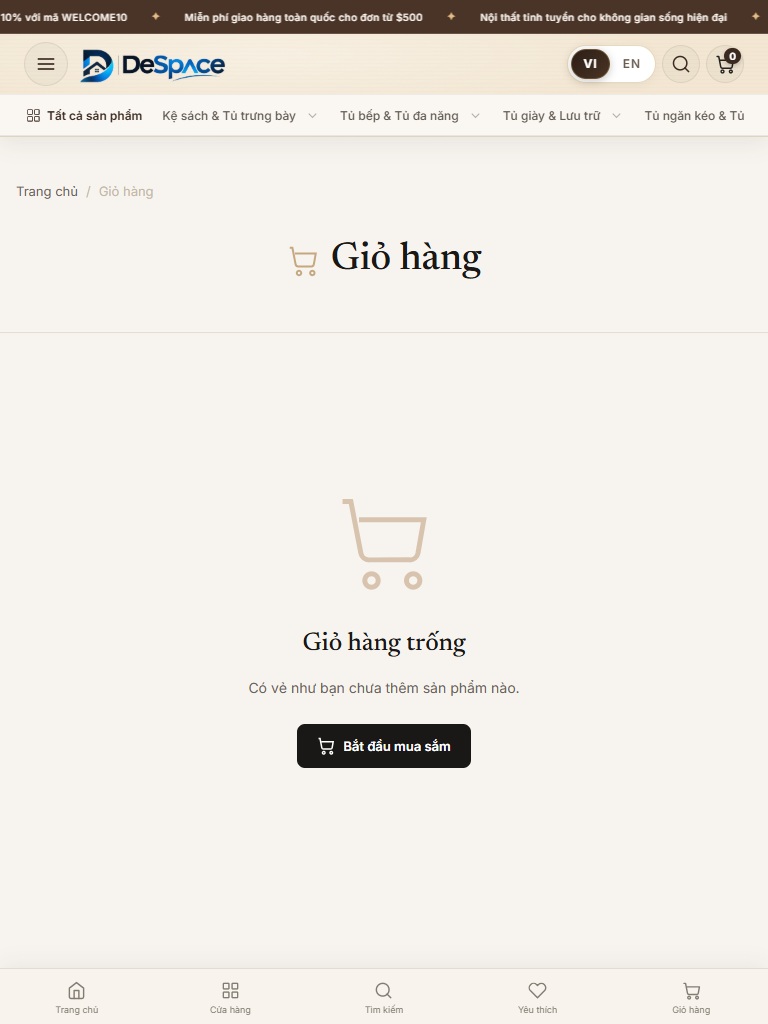 10% với mã WELCOME10 ✦ Miễn phí giao hàng toàn quốc cho đơn từ $500 ✦ Nội thất tinh tuyển cho không gian sống hiện đại ✦
DeSpace VI EN 0
Tất cả sản phẩm Kệ sách & Tủ trưng bày Tủ bếp & Tủ đa năng Tủ giày & Lưu trữ Tủ ngăn kéo & Tủ
Trang chủ / Giỏ hàng
Giỏ hàng
Giỏ hàng trống
Có vẻ như bạn chưa thêm sản phẩm nào.
Bắt đầu mua sắm
Trang chủ Cửa hàng Tìm kiếm Yêu thích Giỏ hàng